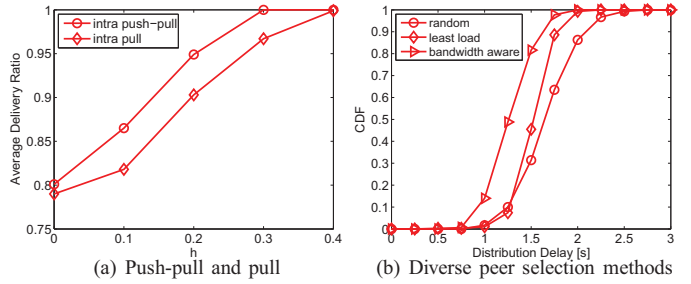 1
0.95
0.9
0.85
0.8
0.75
Average Delivery Ratio
intra push−pull
intra pull
0 0.1 0.2 0.3 0.4
h
(a) Push-pull and pull
1
0.9
0.8
0.7
0.6
0.5
0.4
0.3
0.2
0.1
0
CDF
random
least load
bandwidth aware
0 0.5 1 1.5 2 2.5 3
Distribution Delay [s]
(b) Diverse peer selection methods